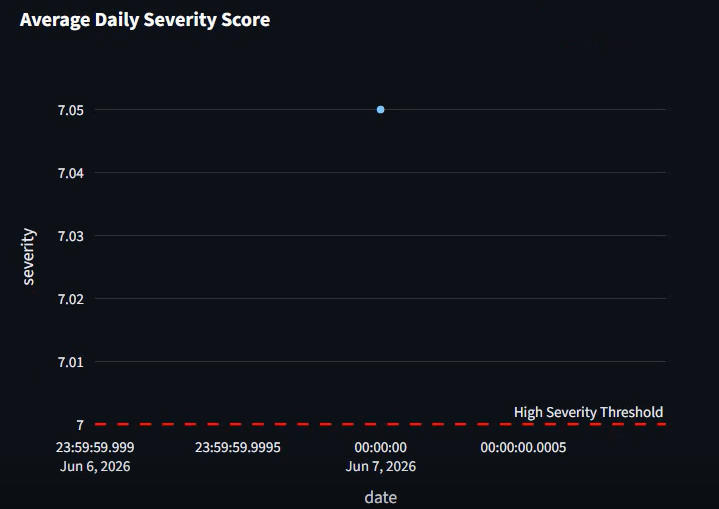 Average Daily Severity Score
7.05
7.04
7.03
severity
7.02
7.01
High Severity Threshold
7
23:59:59.999 23:59:59.9995 00:00:00 00:00:00.0005
Jun 6, 2026 Jun 7, 2026
date